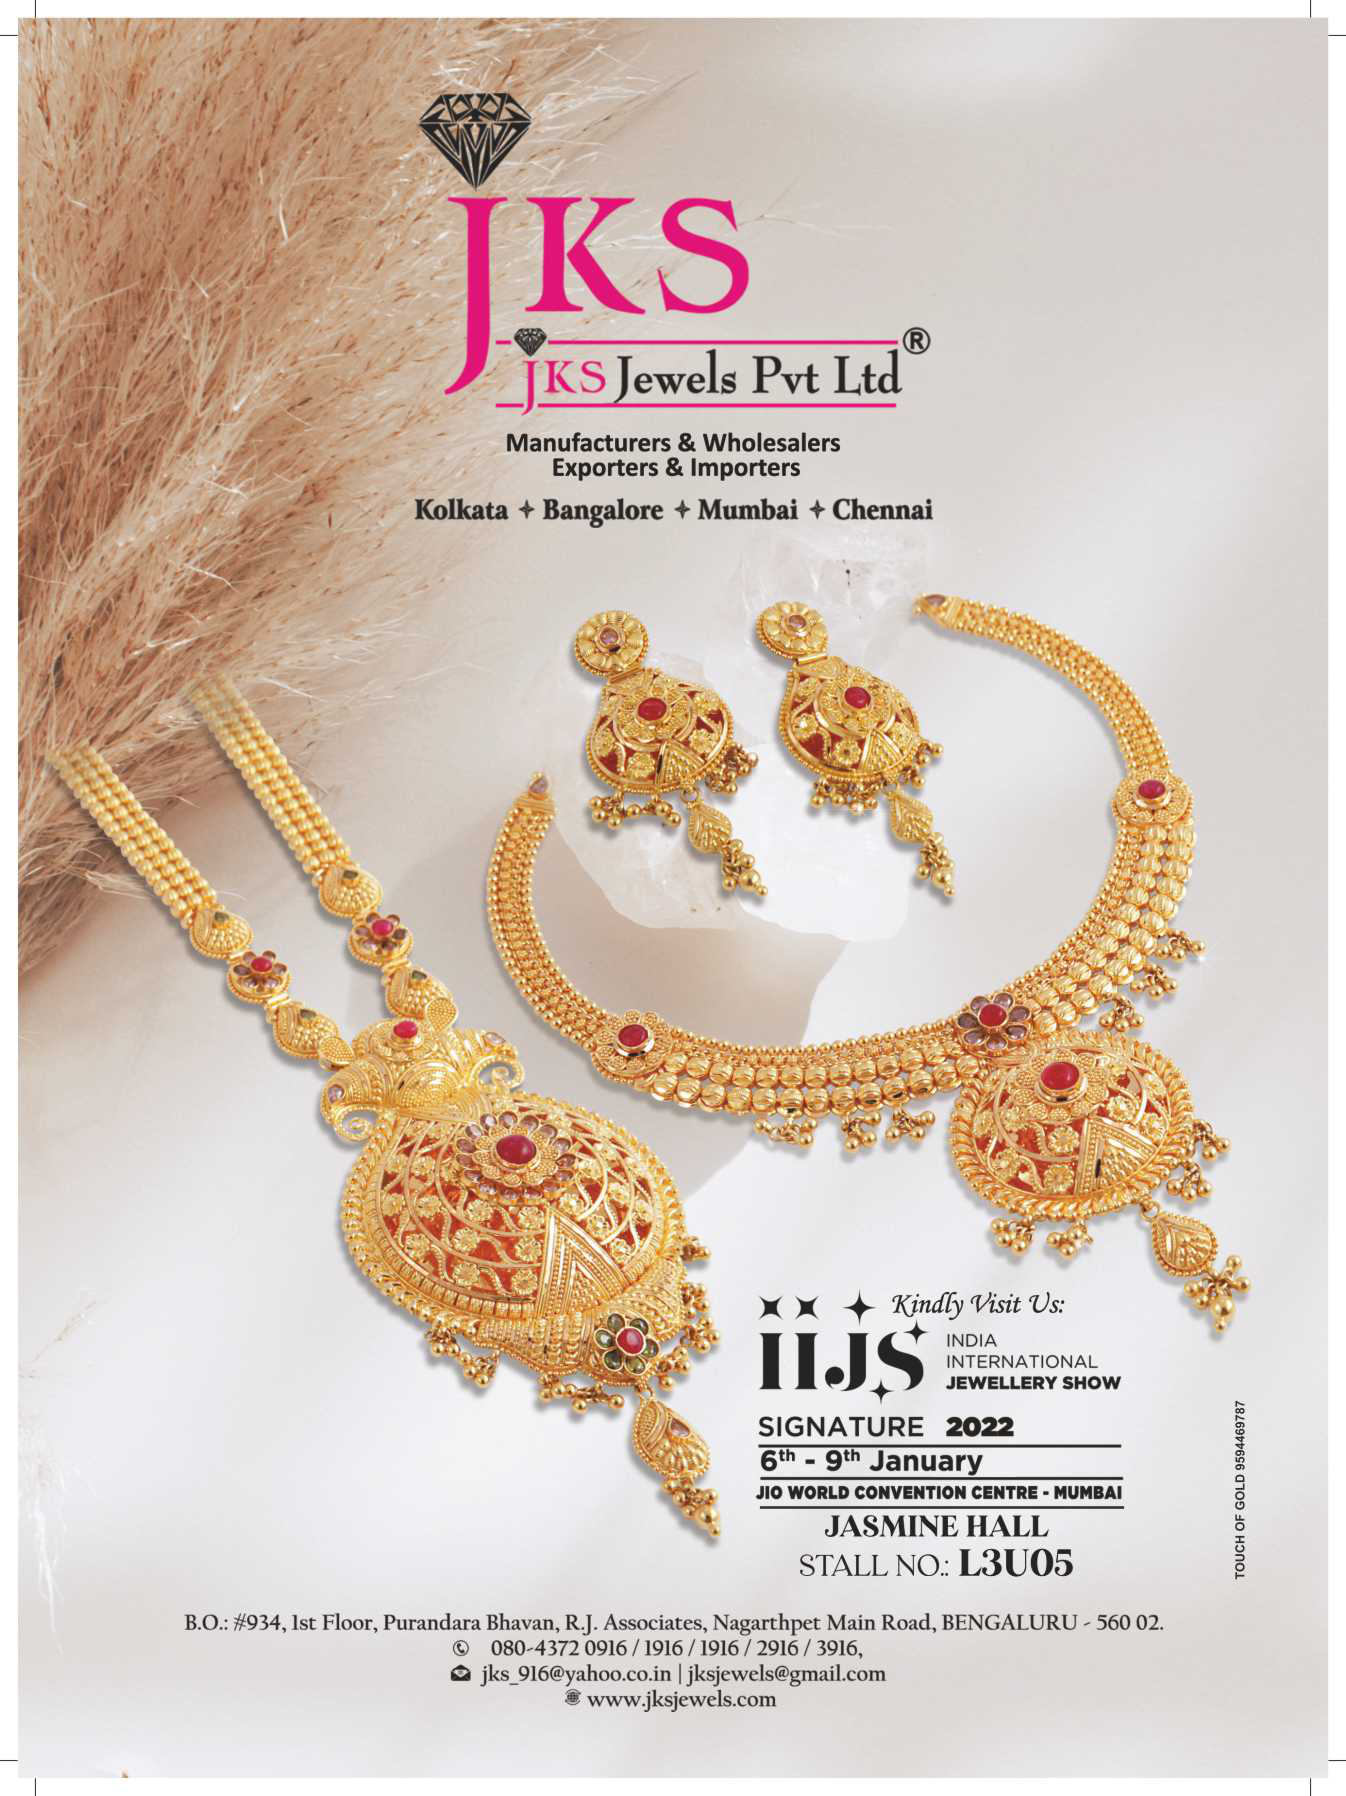 JKS
JKS Jewels Pvt Ltd®
Manufacturers & Wholesalers
Exporters & Importers
Kolkata ✦ Bangalore ✦ Mumbai ✦ Chennai
Kindly Visit Us:
iijs
INDIA
INTERNATIONAL
JEWELLERY SHOW
SIGNATURE 2022
6th - 9th January
JIO WORLD CONVENTION CENTRE - MUMBAI
JASMINE HALL
STALL NO.: L3U05
TOUCH OF GOLD 9594469787
B.O.: #934, 1st Floor, Purandara Bhavan, R.J. Associates, Nagarthpet Main Road, BENGALURU - 560 02.
080-4372 0916 / 1916 / 1916 / 2916 / 3916,
jks_916@yahoo.co.in | jksjewels@gmail.com
www.jksjewels.com